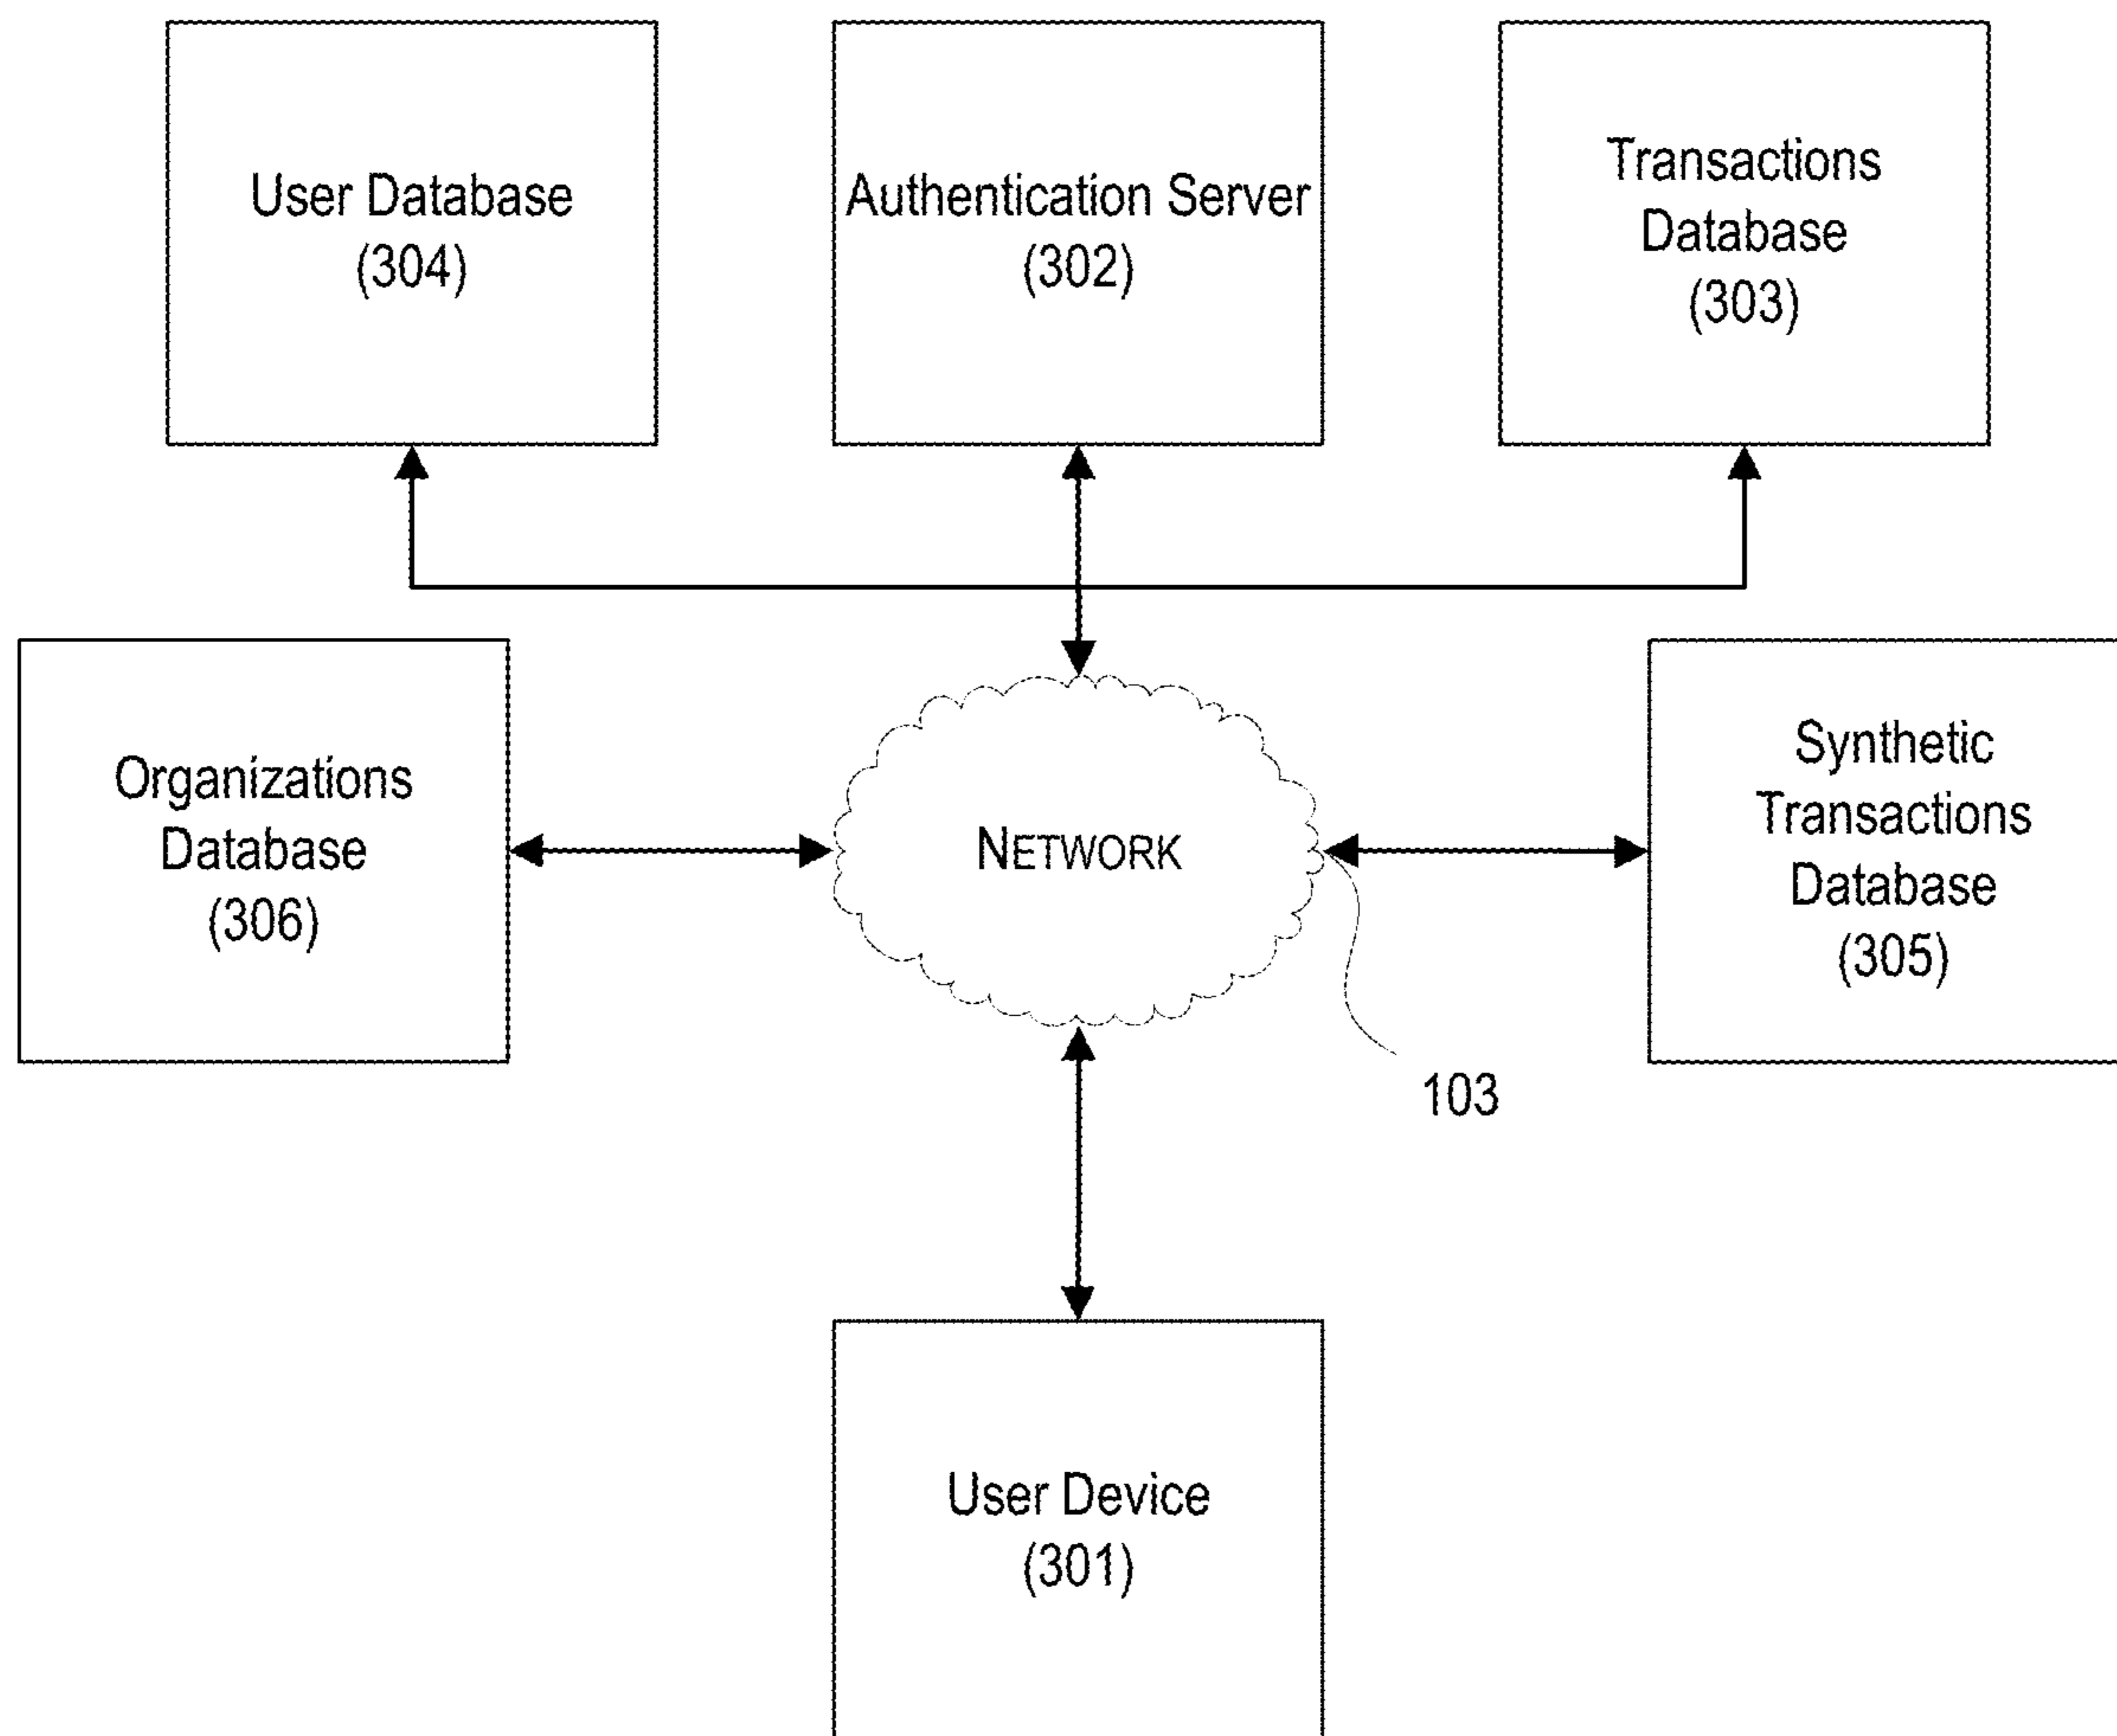 User Database
(304)
Authentication Server
(302)
Transactions
Database
(303)
Organizations
Database
(306)
NETWORK
Synthetic
Transactions
Database
(305)
103
User Device
(301)